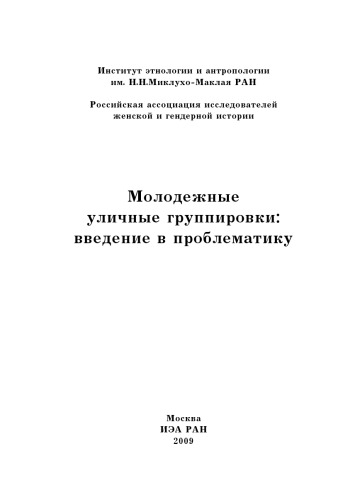 Институт этнологии и антропологии
им. Н.Н.Миклухо-Маклая РАН
Российская ассоциация исследователей
женской и гендерной истории
Молодежные
уличные группировки:
введение в проблематику
Москва
ИЭА РАН
2009